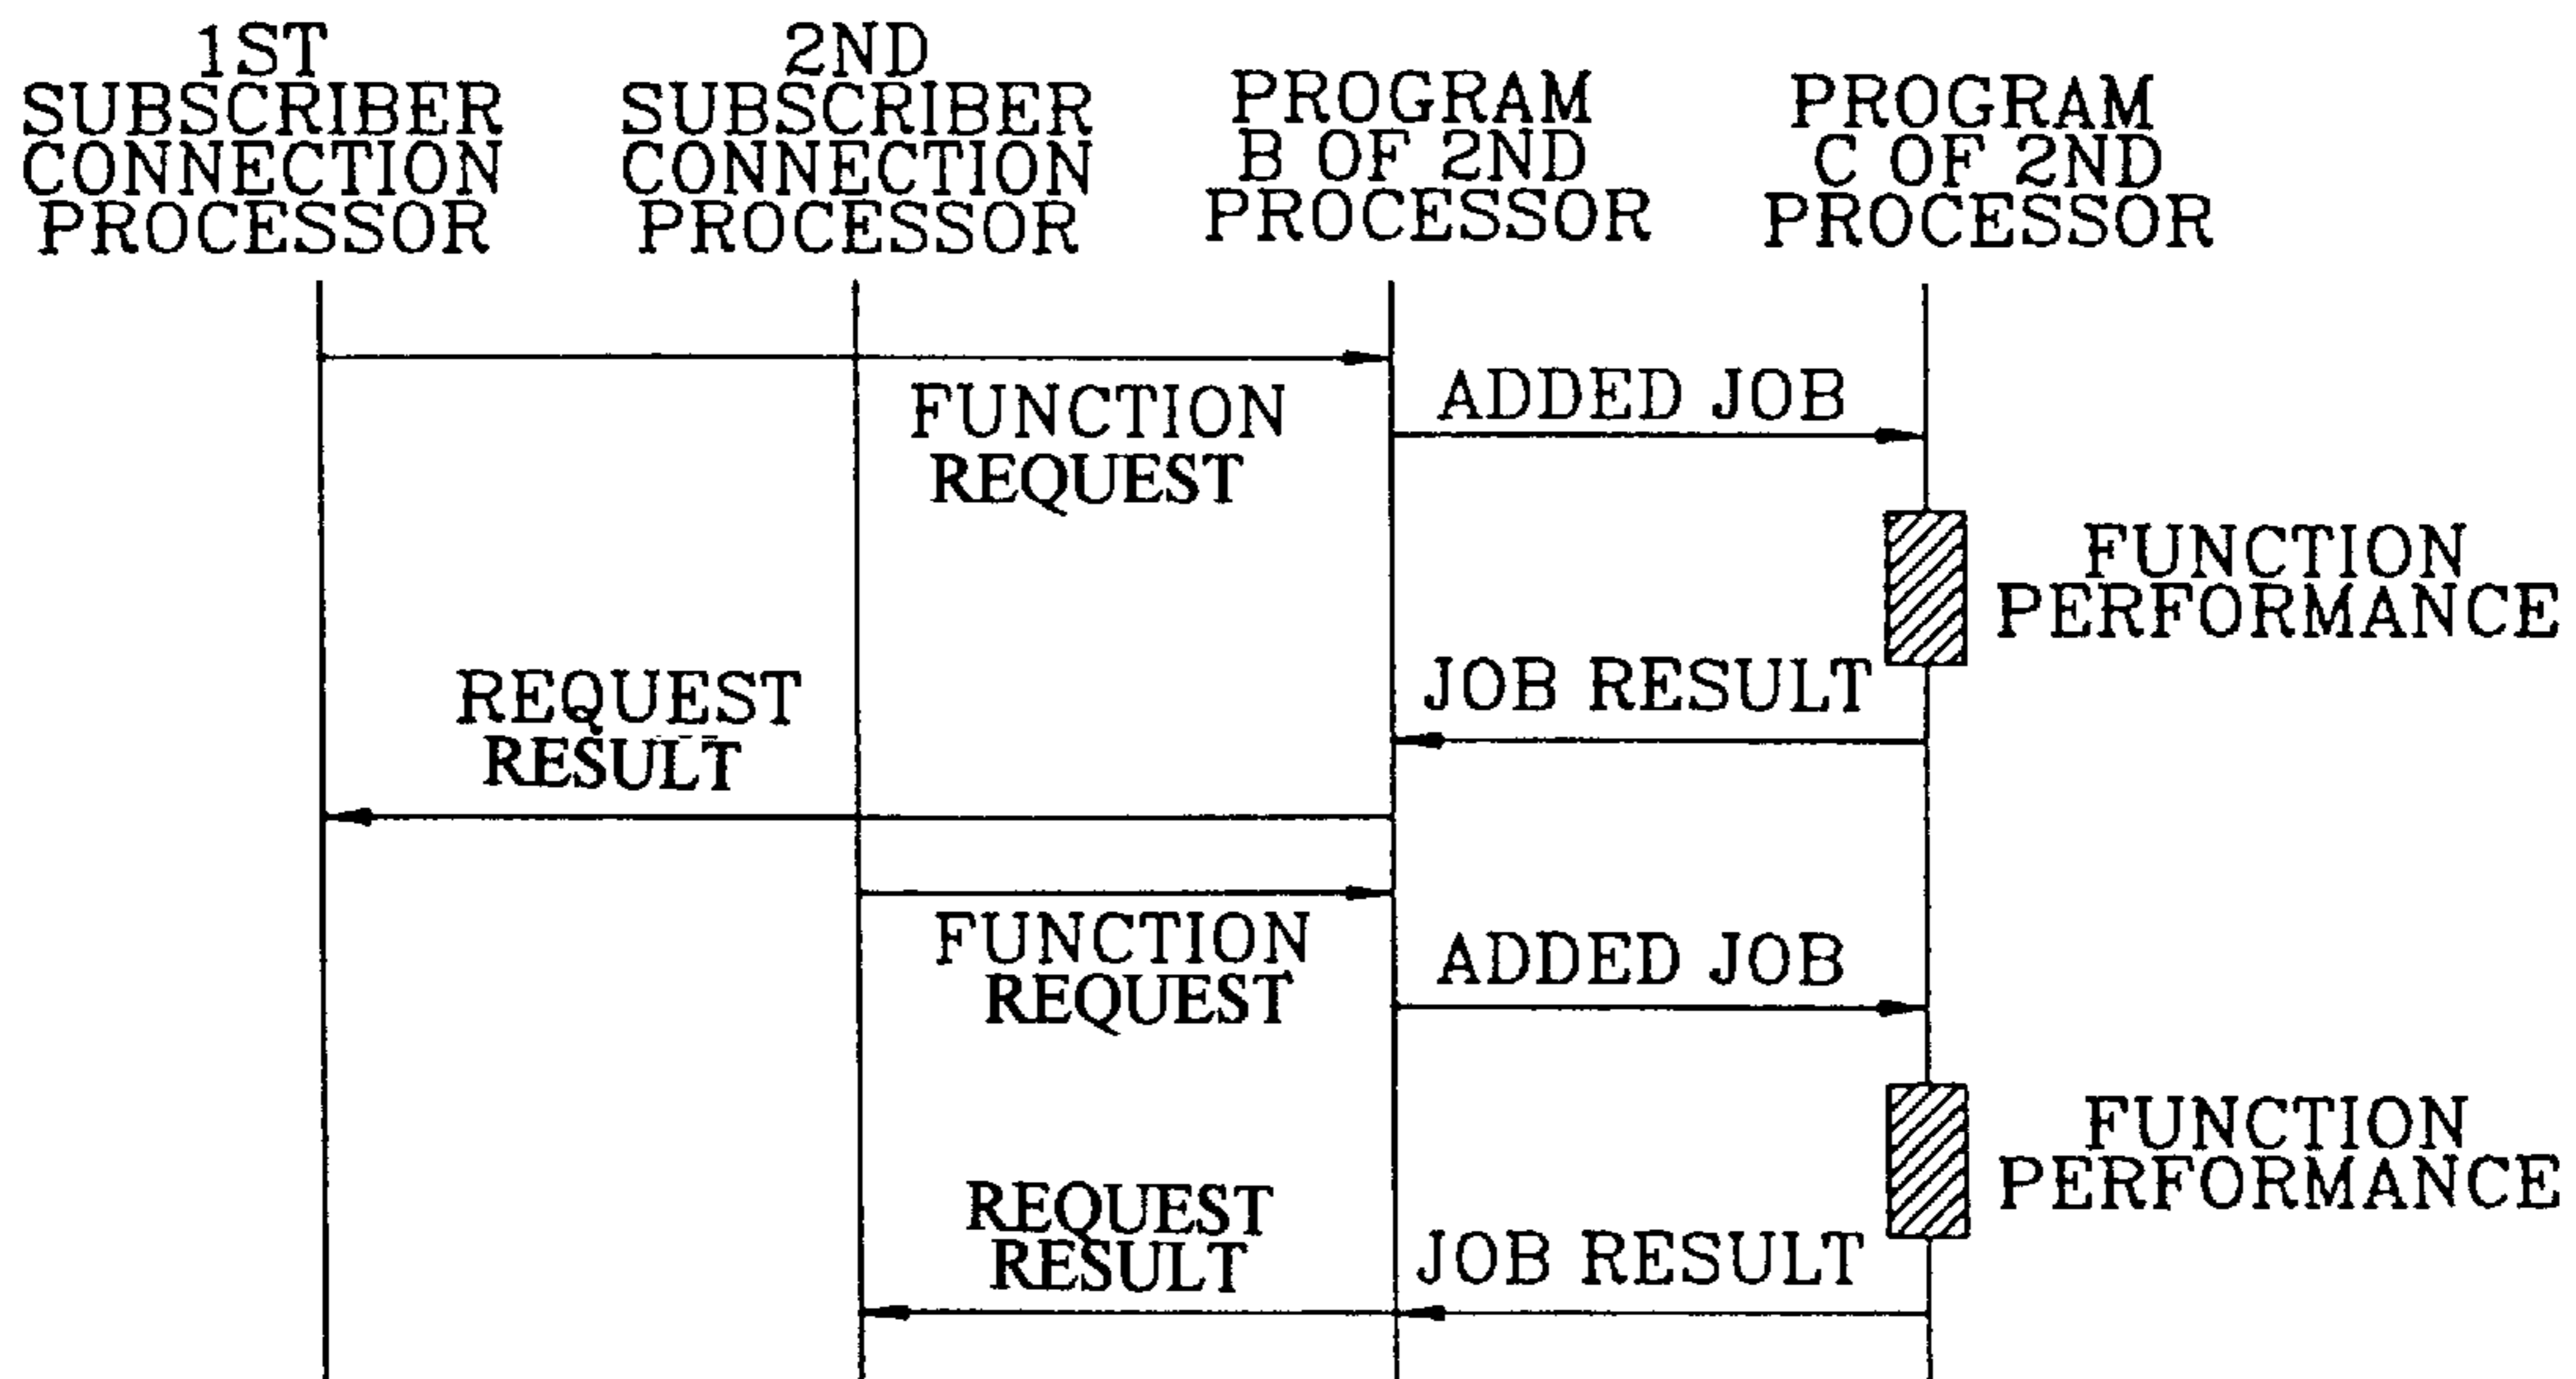 1ST
SUBSCRIBER
CONNECTION
PROCESSOR
2ND
SUBSCRIBER
CONNECTION
PROCESSOR
PROGRAM
B OF 2ND
PROCESSOR
PROGRAM
C OF 2ND
PROCESSOR
FUNCTION
REQUEST
ADDED JOB
FUNCTION
PERFORMANCE
JOB RESULT
REQUEST
RESULT
FUNCTION
REQUEST
ADDED JOB
FUNCTION
PERFORMANCE
REQUEST
RESULT
JOB RESULT